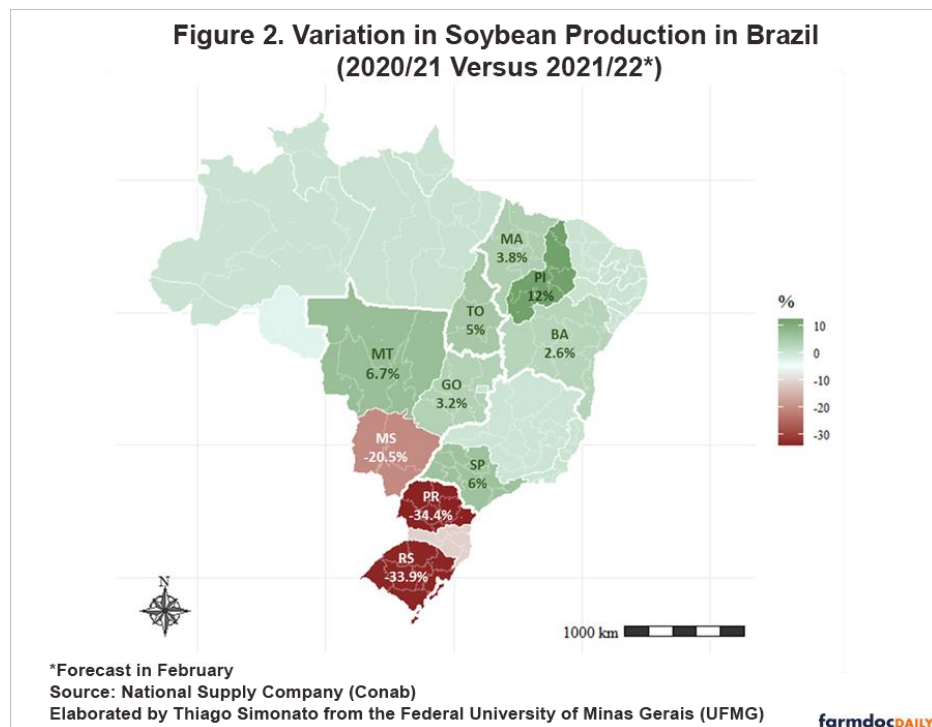 Figure 2. Variation in Soybean Production in Brazil
(2020/21 Versus 2021/22*)
MA
3.8%
PI
12%
TO
5%
BA
2.6%
MT
6.7%
GO
3.2%
MS
-20.5%
SP
6%
PR
-34.4%
RS
-33.9%
%
10
0
-10
-20
-30
N
1000 km
*Forecast in February
Source: National Supply Company (Conab)
Elaborated by Thiago Simonato from the Federal University of Minas Gerais (UFMG)
farmdocDAILY